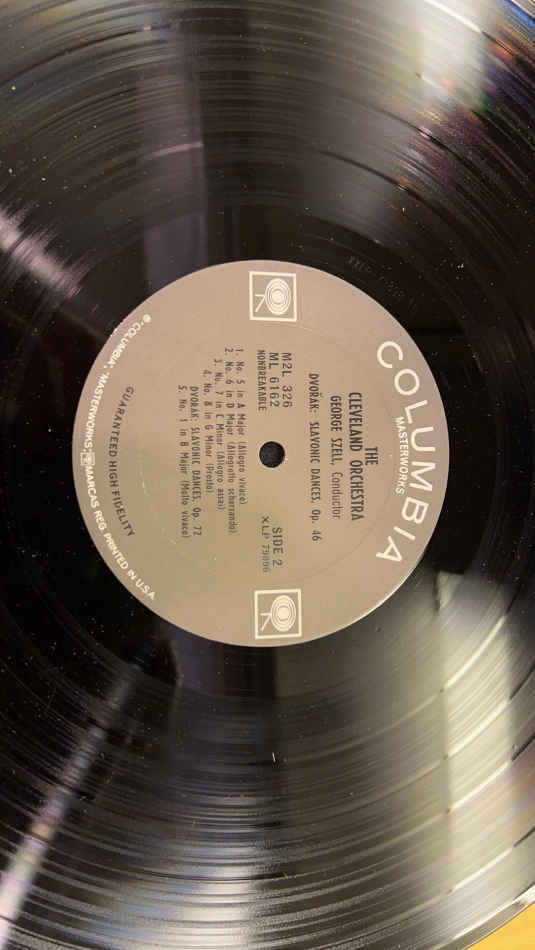 COLUMBIA
MASTERWORKS
THE
CLEVELAND ORCHESTRA
GEORGE SZELL, Conductor
DVOŘÁK: SLAVONIC DANCES, Op. 46
M2L 326
ML 6162
NONBREAKABLE
SIDE 2
XLP 79896
1. No. 5 in A Major (Allegro vivace)
2. No. 6 in D Major (Allegretto scherzando)
3. No. 7 in C Minor (Allegro assai)
4. No. 8 in G Minor (Presto)
DVOŘÁK: SLAVONIC DANCES, Op. 72
5. No. 1 in B Major (Molto vivace)
GUARANTEED HIGH FIDELITY
® "COLUMBIA", "MASTERWORKS", MARCAS REG. PRINTED IN U.S.A.